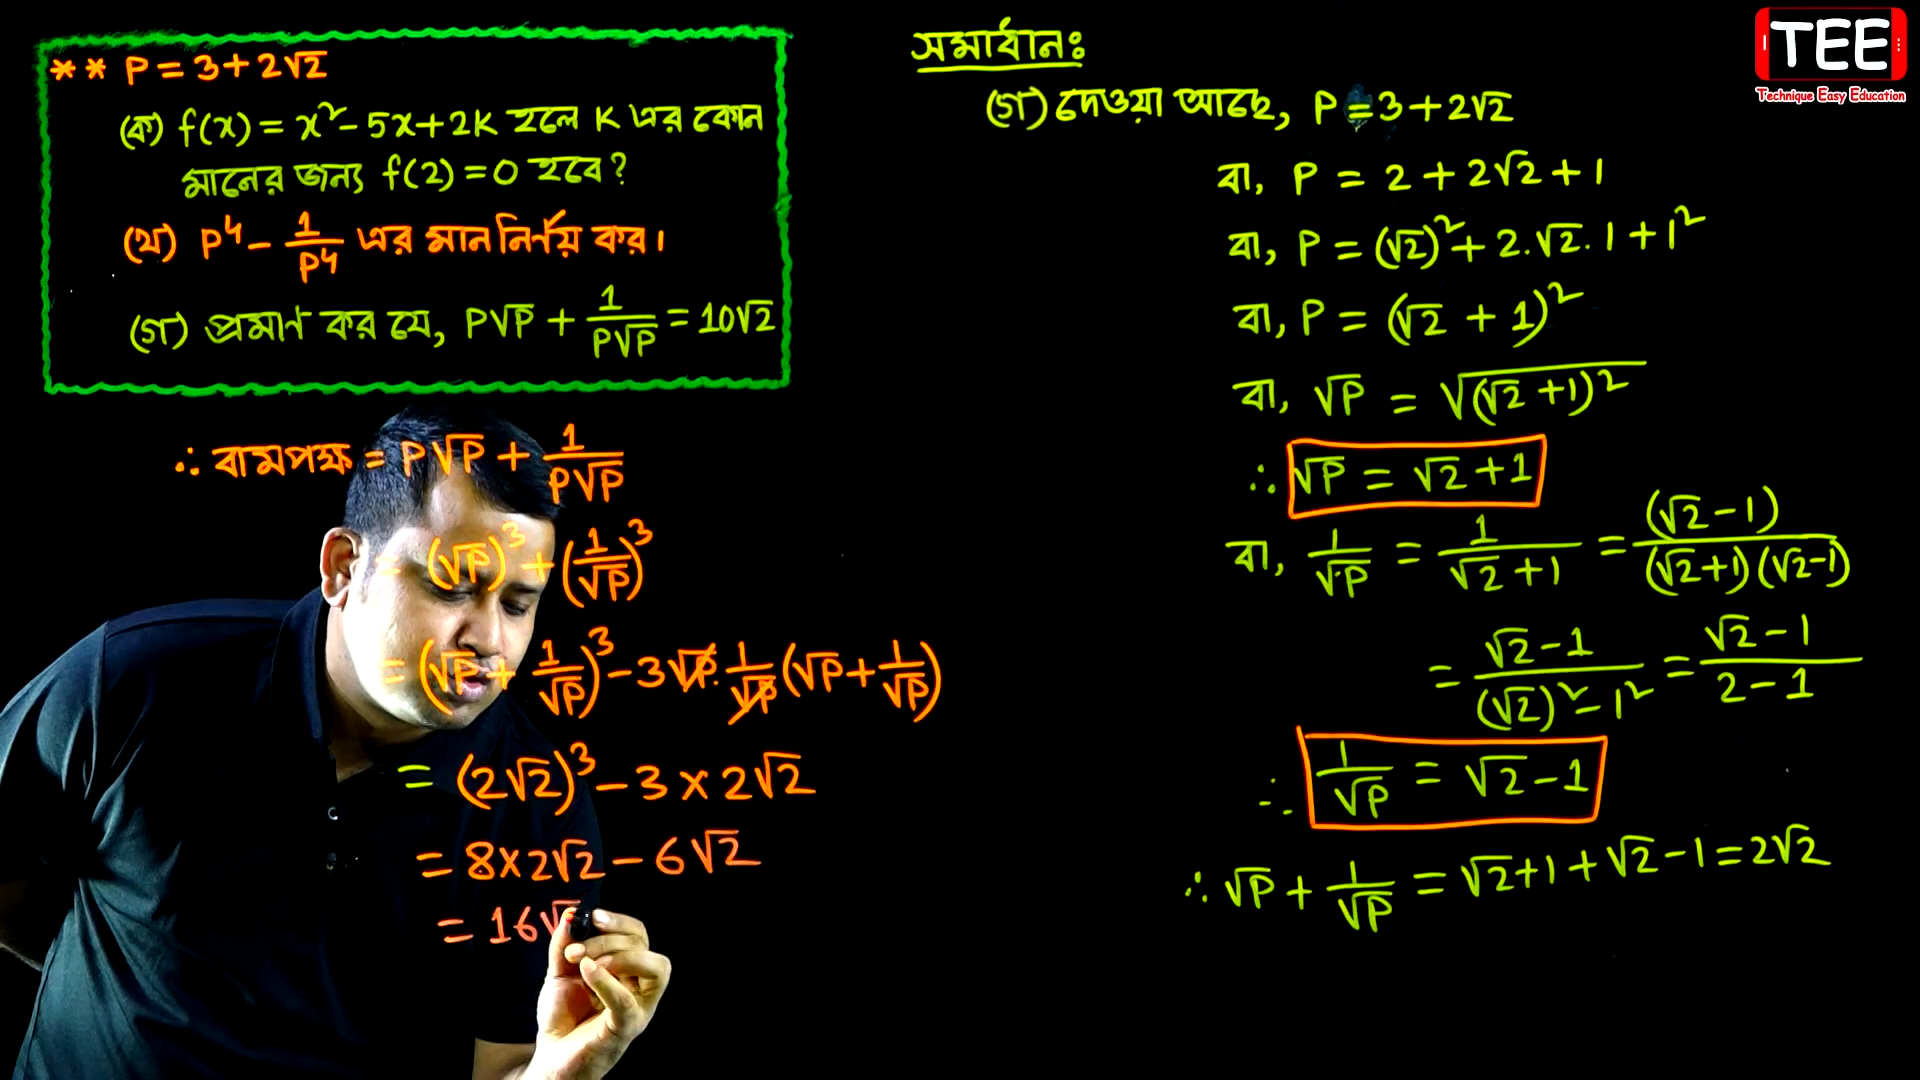 ** P = 3 + 2√2
(ক) f(x) = x² - 5x + 2K হলে K এর কোন
মানের জন্য f(2) = 0 হবে?
(খ) P⁴ - 1/P⁴ এর মান নির্ণয় কর।
(গ) প্রমাণ কর যে, P√P + 1/(P√P) = 10√2
∴ বামপক্ষ = P√P + 1/(P√P)
= (√P)³ + (1/√P)³
= (√P + 1/√P)³ - 3√P · 1/√P (√P + 1/√P)
= (2√2)³ - 3 × 2√2
= 8×2√2 - 6√2
= 16√
সমাধানঃ
(গ) দেওয়া আছে, P = 3 + 2√2
বা, P = 2 + 2√2 + 1
বা, P = (√2)² + 2.√2.1 + 1²
বা, P = (√2 + 1)²
বা, √P = √(√2 + 1)²
∴ √P = √2 + 1
বা, 1/√P = 1/(√2 + 1) = (√2 - 1)/(√2+1)(√2-1)
= (√2 - 1)/((√2)² - 1²) = (√2 - 1)/(2 - 1)
∴ 1/√P = √2 - 1
∴ √P + 1/√P = √2+1 + √2-1 = 2√2
TEE
Technique Easy Education